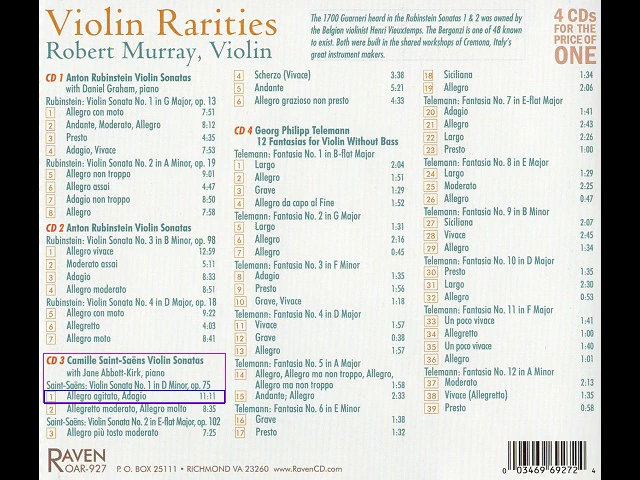 Violin Rarities
Robert Murray, Violin
The 1700 Guarneri heard in the Rubinstein Sonatas 1 & 2 was owned by
the Belgian violinist Henri Vieuxtemps. The Bergonzi is one of 48 known
to exist. Both were built in the shared workshops of Cremona, Italy's
great instrument makers.
4 CDs
FOR THE
PRICE OF
ONE
CD 1 Anton Rubinstein Violin Sonatas
with Daniel Graham, piano
Rubinstein: Violin Sonata No. 1 in G Major, op. 13
1 Allegro con moto 7:51
2 Andante, Moderato, Allegro 8:12
3 Presto 4:35
4 Adagio, Vivace 7:53
Rubinstein: Violin Sonata No. 2 in A Minor, op. 19
5 Allegro non troppo 9:01
6 Allegro assai 4:47
7 Adagio non troppo 8:50
8 Allegro 7:58
CD 2 Anton Rubinstein Violin Sonatas
Rubinstein: Violin Sonata No. 3 in B Minor, op. 98
1 Allegro vivace 12:59
2 Moderato assai 5:11
3 Adagio 8:33
4 Allegro moderato 8:51
Rubinstein: Violin Sonata No. 4 in D Major, op. 18
5 Allegro con moto 9:22
6 Allegretto 4:03
7 Allegro moto 8:41
CD 3 Camille Saint-Saëns Violin Sonatas
with Jane Abbott-Kirk, piano
Saint-Saëns: Violin Sonata No. 1 in D Minor, op. 75
1 Allegro agitato, Adagio 11:11
2 Allegretto moderato, Allegro molto 8:35
Saint-Saëns: Violin Sonata No. 2 in E-flat Major, op. 102
3 Allegro più tosto moderato 7:25
4 Scherzo (Vivace) 3:38
5 Andante 5:21
6 Allegro grazioso non presto 4:33
CD 4 Georg Philipp Telemann
12 Fantasias for Violin Without Bass
Telemann: Fantasia No. 1 in B-flat Major
1 Largo 2:04
2 Allegro 1:51
3 Grave 1:29
4 Allegro da capo al Fine 1:52
Telemann: Fantasia No. 2 in G Major
5 Largo 1:31
6 Allegro 2:16
7 Allegro 0:45
Telemann: Fantasia No. 3 in F Minor
8 Adagio 1:35
9 Presto 1:56
10 Grave, Vivace 1:18
Telemann: Fantasia No. 4 in D Major
11 Vivace 1:57
12 Grave 0:38
13 Allegro 1:57
Telemann: Fantasia No. 5 in A Major
14 Allegro, Allegro ma non troppo, Allegro,
Allegro ma non troppo 1:58
15 Andante; Allegro 2:33
Telemann: Fantasia No. 6 in E Minor
16 Grave 2:33
17 Presto 1:32
18 Siciliana 1:34
19 Allegro 2:06
Telemann: Fantasia No. 7 in E-flat Major
20 Adagio 1:41
21 Allegro 2:43
22 Largo 2:26
23 Presto 1:00
Telemann: Fantasia No. 8 in E Major
24 Largo 1:29
25 Moderato 2:25
26 Allegro 0:47
Telemann: Fantasia No. 9 in B Minor
27 Siciliana 2:07
28 Vivace 2:45
29 Allegro 1:34
Telemann: Fantasia No. 10 in D Major
30 Presto 1:35
31 Largo 2:30
32 Allegro 0:53
Telemann: Fantasia No. 11 in F Major
33 Un poco vivace 1:41
34 Allegretto 1:00
35 Un poco vivace 1:40
36 Allegro 1:01
Telemann: Fantasia No. 12 in A Minor
37 Moderato 2:13
38 Vivace (Allegretto) 1:35
39 Presto 0:58
RAVEN
OAR-927 P. O. BOX 25111 • RICHMOND VA 23260 www.RavenCD.com
0 03469 69272 4